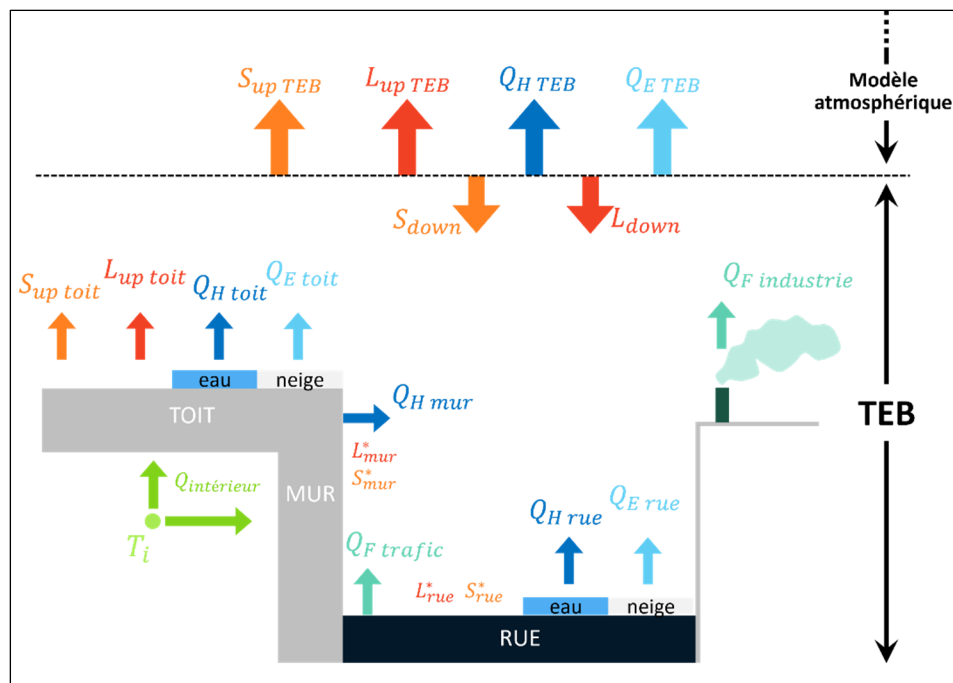 S_up TEB L_up TEB Q_H TEB Q_E TEB
Modèle
atmosphérique
S_down L_down
S_up toit L_up toit Q_H toit Q_E toit
Q_F industrie
eau neige
TOIT
Q_H mur
TEB
L*_mur
S*_mur
Q_intérieur
MUR
T_i
Q_H rue Q_E rue
Q_F trafic
L*_rue S*_rue
eau neige
RUE